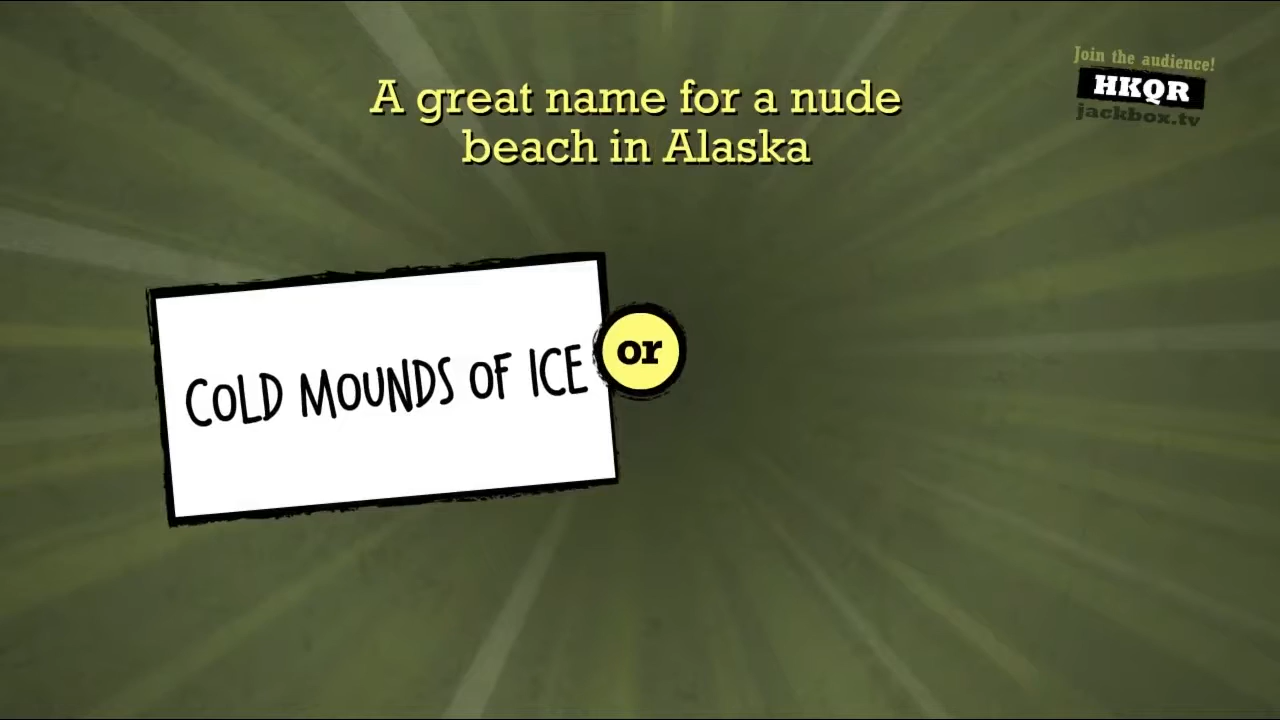 Join the audience!
HKQR
jackbox.tv
A great name for a nude
beach in Alaska
COLD MOUNDS OF ICE
or